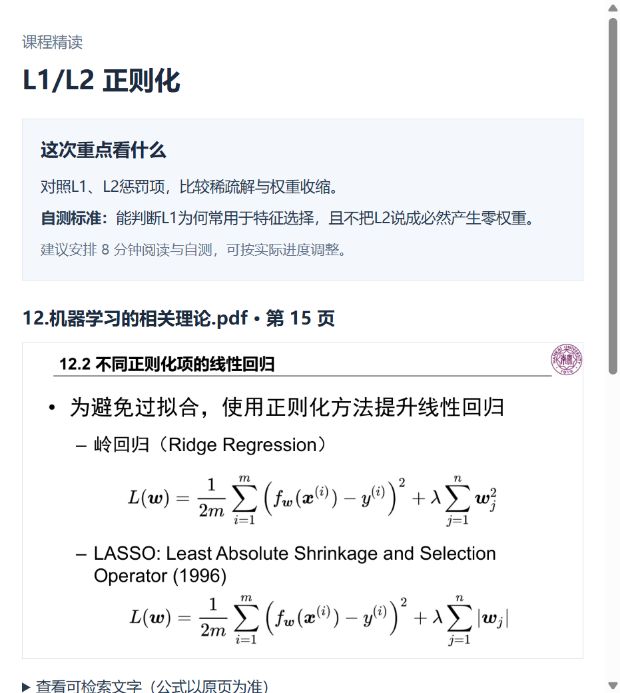 课程精读
L1/L2 正则化
这次重点看什么
对照L1、L2惩罚项，比较稀疏解与权重收缩。
自测标准：能判断L1为何常用于特征选择，且不把L2说成必然产生零权重。
建议安排 8 分钟阅读与自测，可按实际进度调整。
12.机器学习的相关理论.pdf · 第 15 页
12.2 不同正则化项的线性回归
• 为避免过拟合，使用正则化方法提升线性回归
– 岭回归（Ridge Regression）
L(w) = \frac{1}{2m} \sum_{i=1}^{m} (f_w(x^{(i)}) − y^{(i)})^2 + λ \sum_{j=1}^{n} w_j^2
– LASSO: Least Absolute Shrinkage and Selection
Operator (1996)
L(w) = \frac{1}{2m} \sum_{i=1}^{m} (f_w(x^{(i)}) − y^{(i)})^2 + λ \sum_{j=1}^{n} |w_j|
▶ 查看可检索文字（公式以原页为准）